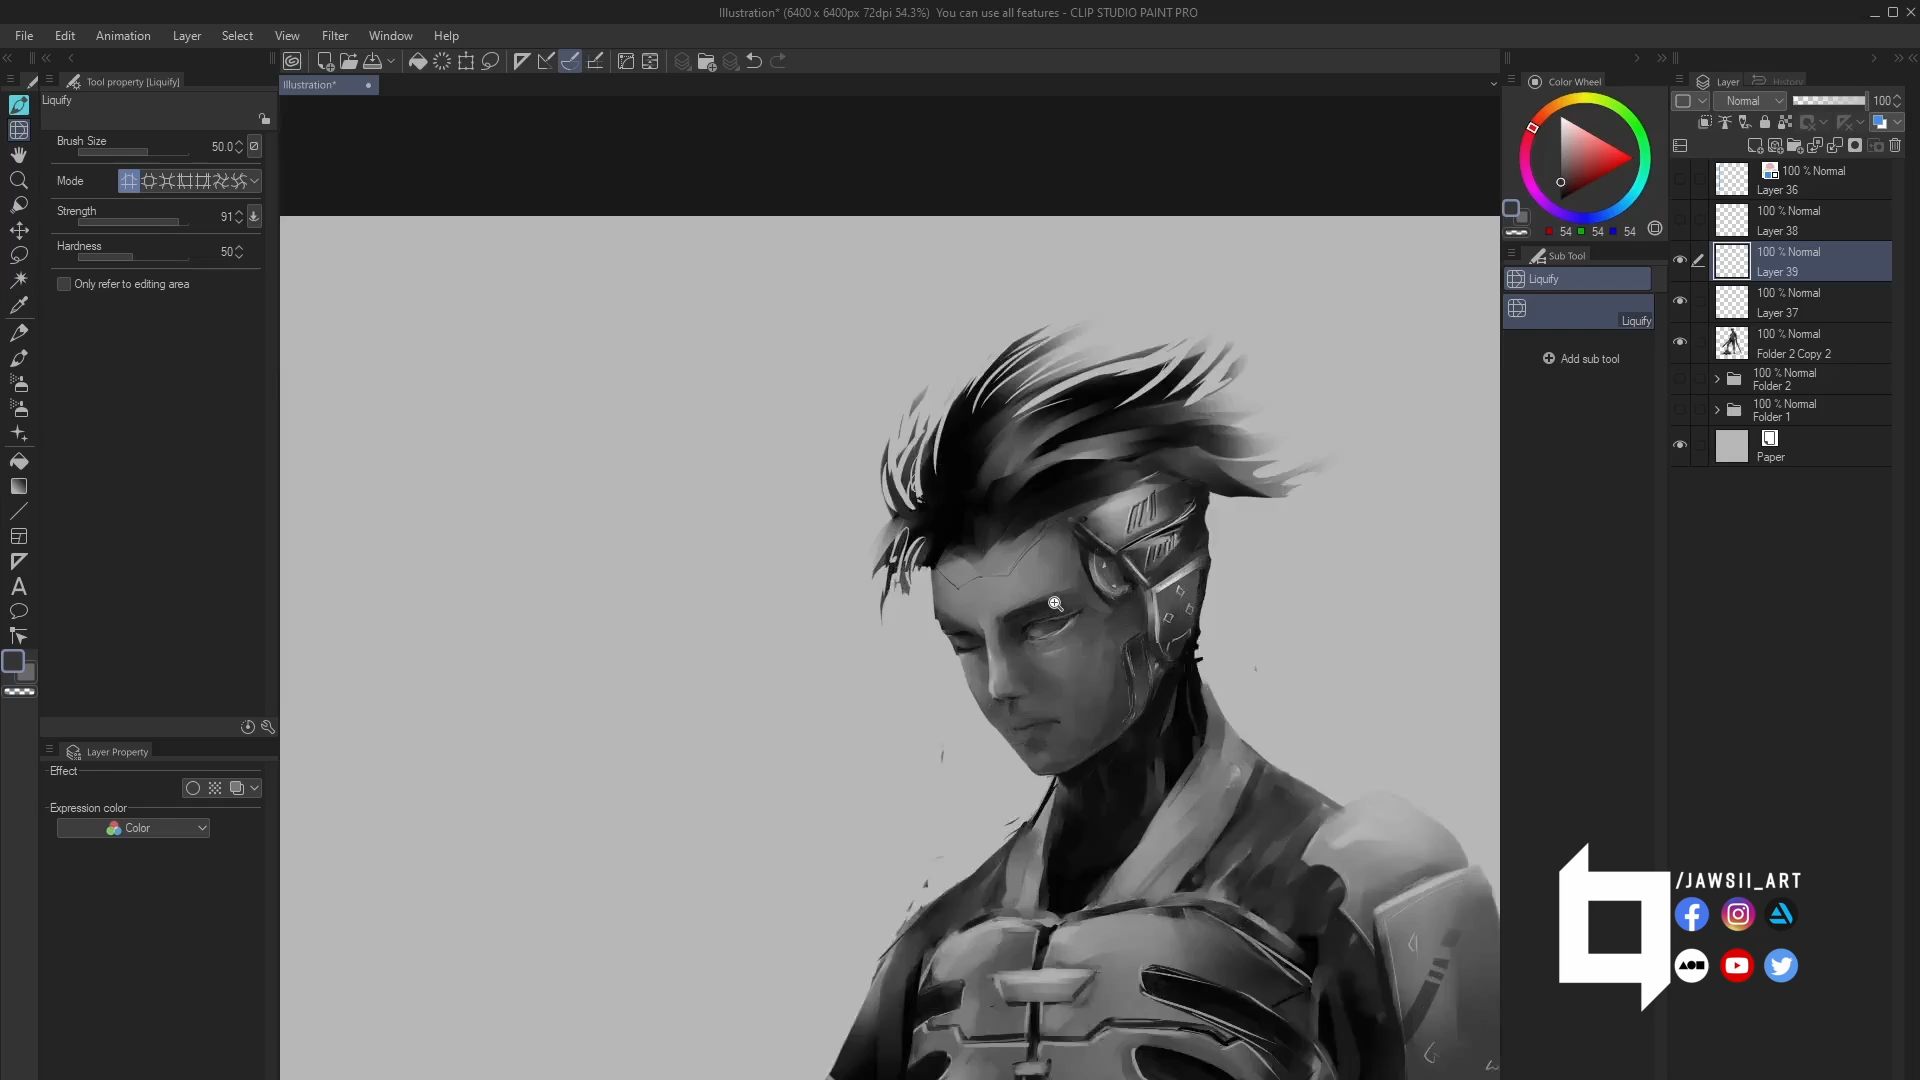 Illustration* (6400 x 6400px 72dpi 54.3%) You can use all features - CLIP STUDIO PAINT PRO
File Edit Animation Layer Select View Filter Window Help
Tool property [Liquify]
Illustration*
Color Wheel
Layer
History
Liquify
Normal
100
Brush Size
50.0
Mode
Strength
91
Hardness
50
Only refer to editing area
54 54 54
Sub Tool
Liquify
Liquify
Add sub tool
100 % Normal
Layer 36
100 % Normal
Layer 38
100 % Normal
Layer 39
100 % Normal
Layer 37
100 % Normal
Folder 2 Copy 2
100 % Normal
Folder 2
100 % Normal
Folder 1
Paper
Layer Property
Effect
Expression color
Color
/JAWSII_ART